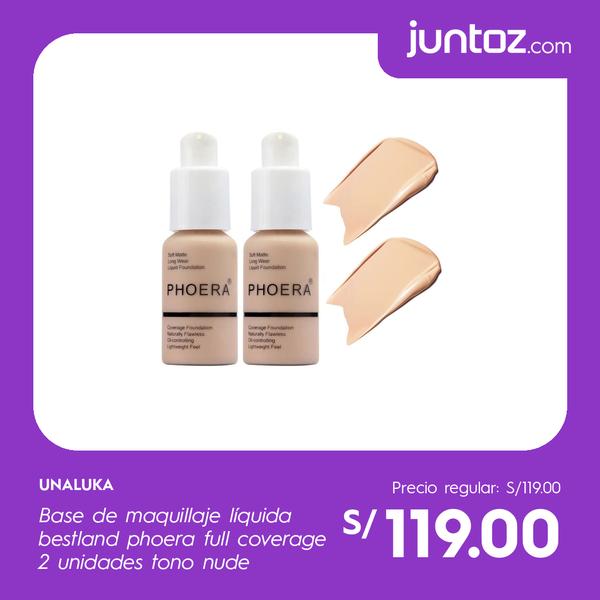 juntoz.com
Soft Matte
Long Wear
Liquid Foundation
PHOERA®
Coverage Foundation
Naturally Flawless
Oil-controlling
Lightweight Feel
Soft Matte
Long Wear
Liquid Foundation
PHOERA®
Coverage Foundation
Naturally Flawless
Oil-controlling
Lightweight Feel
UNALUKA
Base de maquillaje líquida
bestland phoera full coverage
2 unidades tono nude
Precio regular: S/119.00
S/119.00